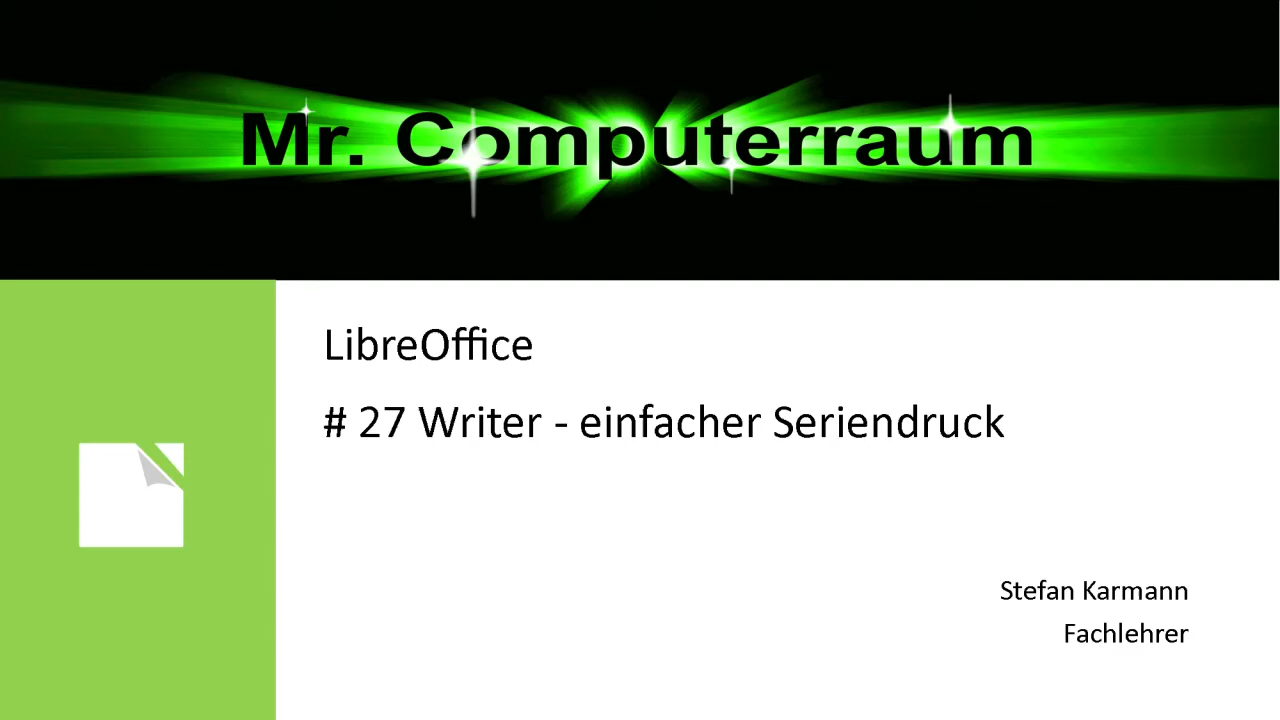 Mr. Computerraum
LibreOffice
# 27 Writer - einfacher Seriendruck
Stefan Karmann
Fachlehrer